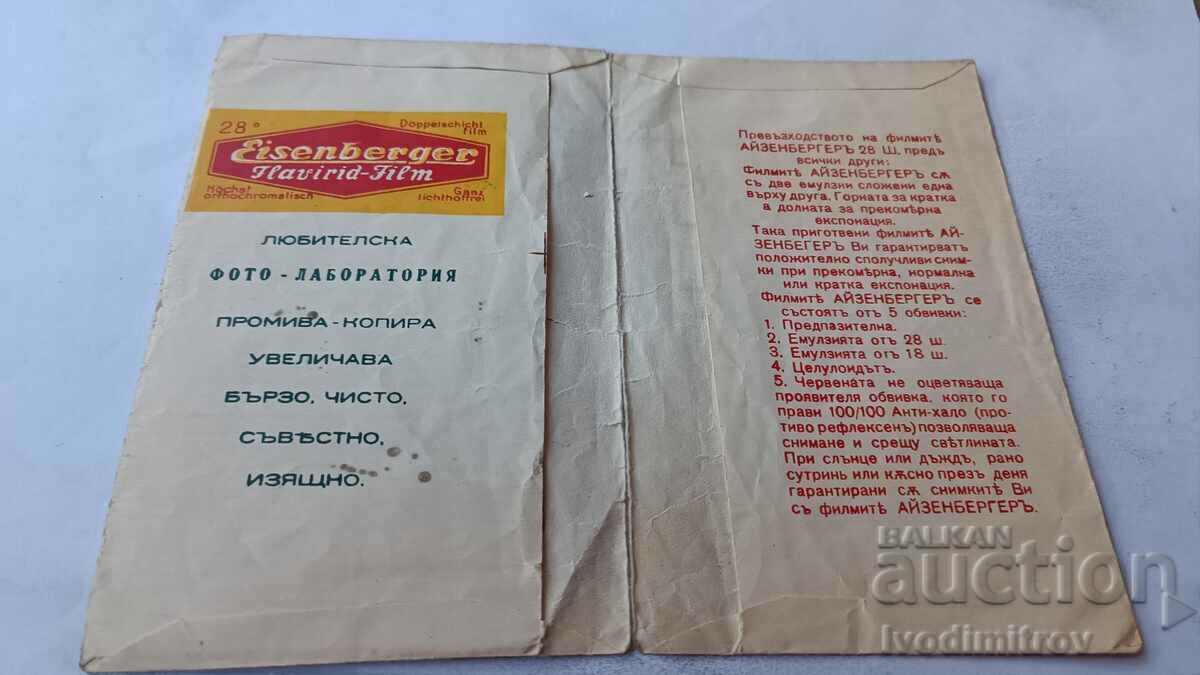 28°
Doppelschicht
film
Eisenberger
Flavirid-Film
Höchst
orthochromatisch
Ganz
lichthoffrei
ЛЮБИТЕЛСКА
ФОТО - ЛАБОРАТОРИЯ
ПРОМИВА - КОПИРА
УВЕЛИЧАВА
БЪРЗО, ЧИСТО,
СЪВѢСТНО,
ИЗЯЩНО.
Превъзходството на филмитѣ
АЙЗЕНБЕРГЕРЪ 28 Ш. предъ
всички други:
Филмитѣ АЙЗЕНБЕРГЕРЪ сѫ
съ две емулзии сложени една
върху друга. Горната за кратка
а долната за прекомѣрна
експонация.
Така приготвени филмитѣ АЙ-
ЗЕНБЕГЕРЪ Ви гарантирватъ
положително сполучливи сним-
ки при прекомѣрна, нормална
или кратка експонация.
Филмитѣ АЙЗЕНБЕРГЕРЪ се
състоятъ отъ 5 обвивки:
1. Предпазителна.
2. Емулзията отъ 28 ш.
3. Емулзията отъ 18 ш.
4. Целулоидътъ.
5. Червената не оцветяваща
проявителя обвивка, която го
прави 100/100 Анти-хало (про-
тиво рефлексенъ) позволяваща
снимане и срещу свѣтлината.
При слънце или дъждъ, рано
сутринь или кѫсно презъ деня
гарантирани сѫ снимкитѣ Ви
съ филмитѣ АЙЗЕНБЕРГЕРЪ.
BALKAN
auction
Ivodimitrov